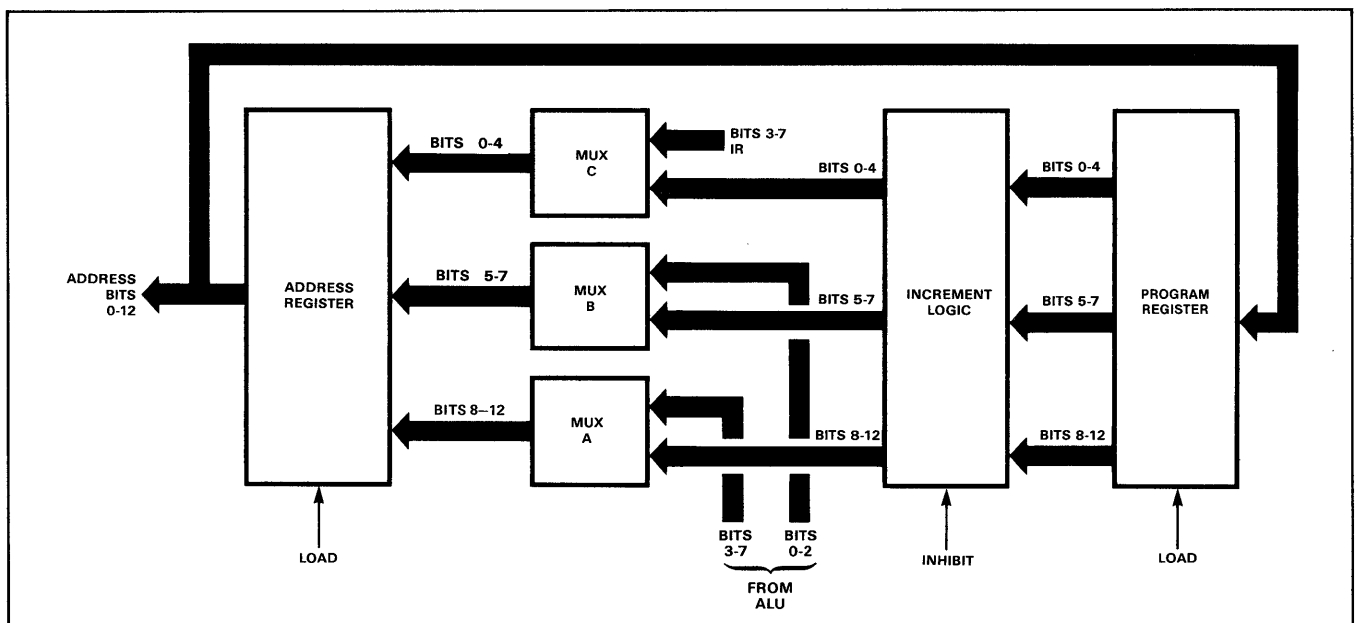 BITS 0-4
MUX
C
BITS 3-7
IR
BITS 0-4
BITS 0-4
ADDRESS
BITS
0-12
ADDRESS
REGISTER
BITS 5-7
MUX
B
BITS 5-7
INCREMENT
LOGIC
BITS 5-7
PROGRAM
REGISTER
BITS 8-12
MUX
A
BITS 8-12
BITS 8-12
LOAD
BITS
3-7
BITS
0-2
FROM
ALU
INHIBIT
LOAD